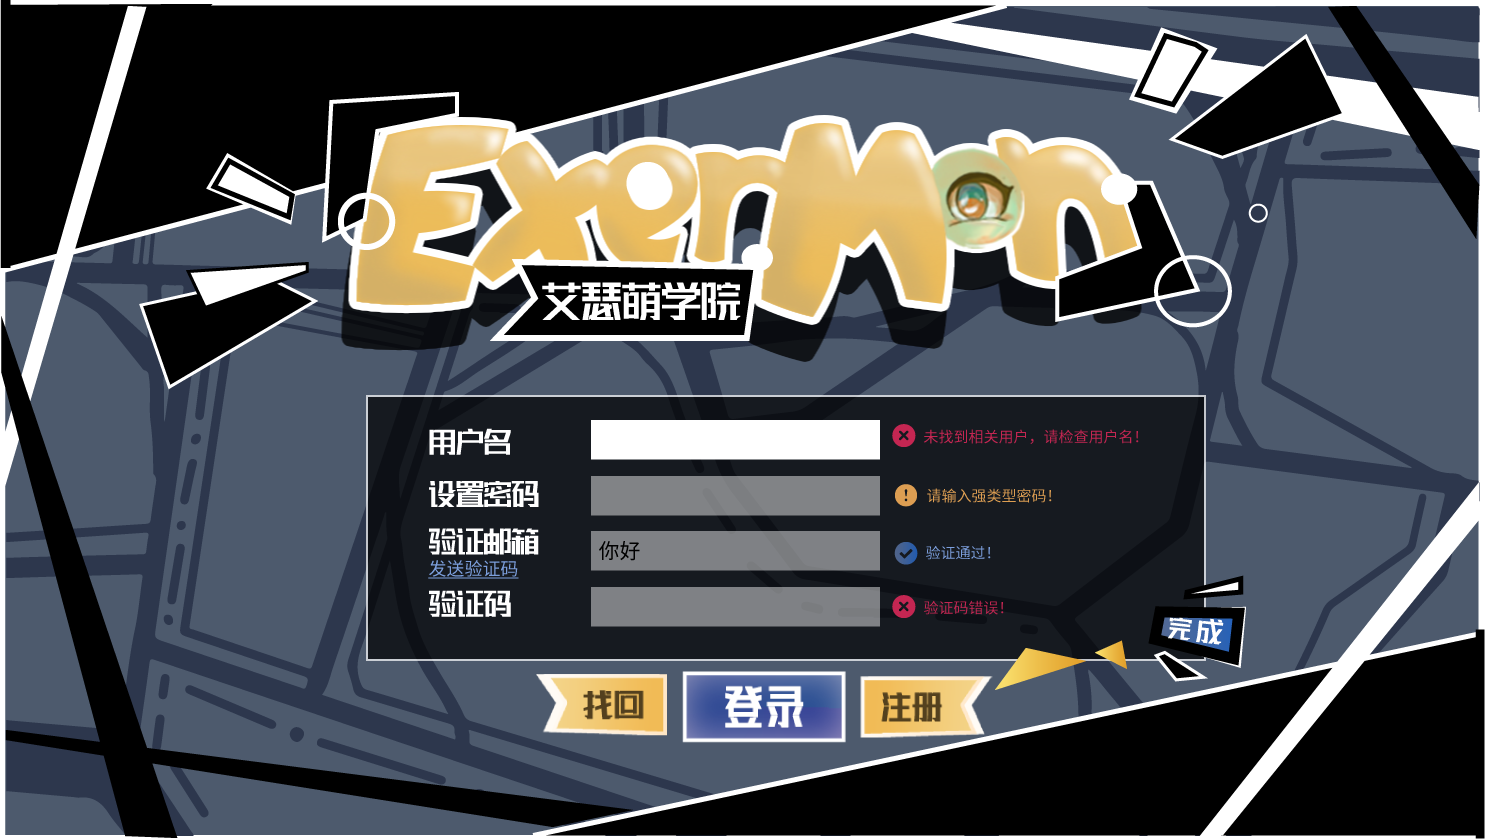 ExerMon
艾瑟萌学院
用户名
未找到相关用户，请检查用户名！
设置密码
请输入强类型密码！
验证邮箱
你好
验证通过！
发送验证码
验证码
验证码错误！
完成
找回
登录
注册